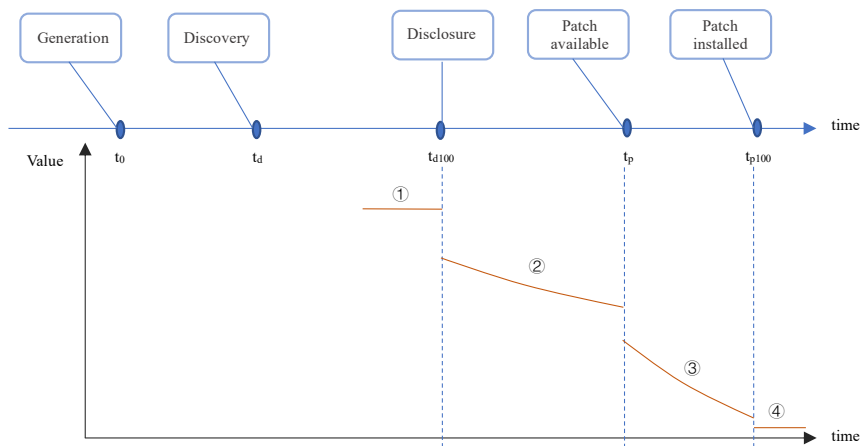 Generation
Discovery
Disclosure
Patch
available
Patch
installed
time
Value
t0
td
td100
tp
tp100
①
②
③
④
time